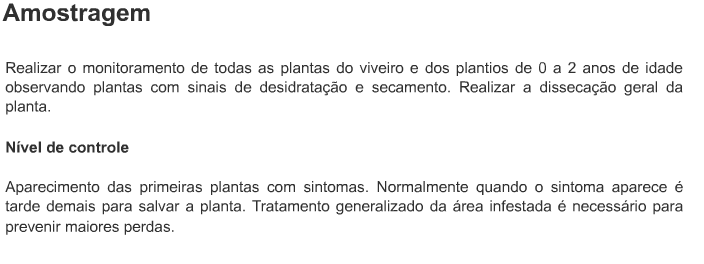 Amostragem
Realizar o monitoramento de todas as plantas do viveiro e dos plantios de 0 a 2 anos de idade
observando plantas com sinais de desidratação e secamento. Realizar a dissecação geral da
planta.
Nível de controle
Aparecimento das primeiras plantas com sintomas. Normalmente quando o sintoma aparece é
tarde demais para salvar a planta. Tratamento generalizado da área infestada é necessário para
prevenir maiores perdas.